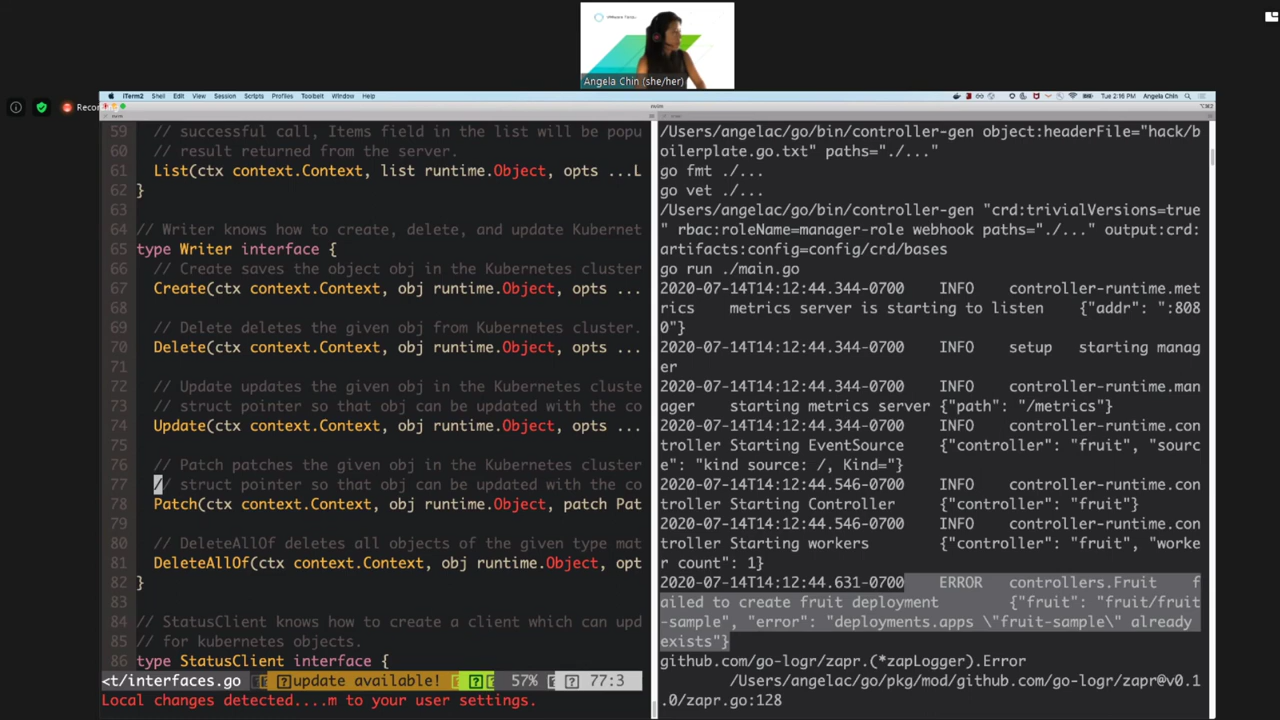 Angela Chin (she/her)
Recor
iTerm2 Shell Edit View Session Scripts Profiles Toolbelt Window Help
Tue 2:16 PM Angela Chin
59 // successful call, Items field in the list will be popu
60 // result returned from the server.
61 List(ctx context.Context, list runtime.Object, opts ...L
62 }
63
64 // Writer knows how to create, delete, and update Kubernet
65 type Writer interface {
66 // Create saves the object obj in the Kubernetes cluster
67 Create(ctx context.Context, obj runtime.Object, opts ...
68
69 // Delete deletes the given obj from Kubernetes cluster.
70 Delete(ctx context.Context, obj runtime.Object, opts ...
71
72 // Update updates the given obj in the Kubernetes cluste
73 // struct pointer so that obj can be updated with the co
74 Update(ctx context.Context, obj runtime.Object, opts ...
75
76 // Patch patches the given obj in the Kubernetes cluster
77 // struct pointer so that obj can be updated with the co
78 Patch(ctx context.Context, obj runtime.Object, patch Pat
79
80 // DeleteAllOf deletes all objects of the given type mat
81 DeleteAllOf(ctx context.Context, obj runtime.Object, opt
82 }
83
84 // StatusClient knows how to create a client which can upd
85 // for kubernetes objects.
86 type StatusClient interface {
<t/interfaces.go update available! 57% 77:3
Local changes detected....m to your user settings.
/Users/angelac/go/bin/controller-gen object:headerFile="hack/b
oilerplate.go.txt" paths="./..."
go fmt ./...
go vet ./...
/Users/angelac/go/bin/controller-gen "crd:trivialVersions=true
" rbac:roleName=manager-role webhook paths="./..." output:crd:
artifacts:config=config/crd/bases
go run ./main.go
2020-07-14T14:12:44.344-0700 INFO controller-runtime.met
rics metrics server is starting to listen {"addr": ":808
0"}
2020-07-14T14:12:44.344-0700 INFO setup starting manag
er
2020-07-14T14:12:44.344-0700 INFO controller-runtime.man
ager starting metrics server {"path": "/metrics"}
2020-07-14T14:12:44.344-0700 INFO controller-runtime.con
troller Starting EventSource {"controller": "fruit", "sourc
e": "kind source: /, Kind="}
2020-07-14T14:12:44.546-0700 INFO controller-runtime.con
troller Starting Controller {"controller": "fruit"}
2020-07-14T14:12:44.546-0700 INFO controller-runtime.con
troller Starting workers {"controller": "fruit", "worke
r count": 1}
2020-07-14T14:12:44.631-0700 ERROR controllers.Fruit f
ailed to create fruit deployment {"fruit": "fruit/fruit
-sample", "error": "deployments.apps \"fruit-sample\" already
exists"}
github.com/go-logr/zapr.(*zapLogger).Error
/Users/angelac/go/pkg/mod/github.com/go-logr/zapr@v0.1
.0/zapr.go:128